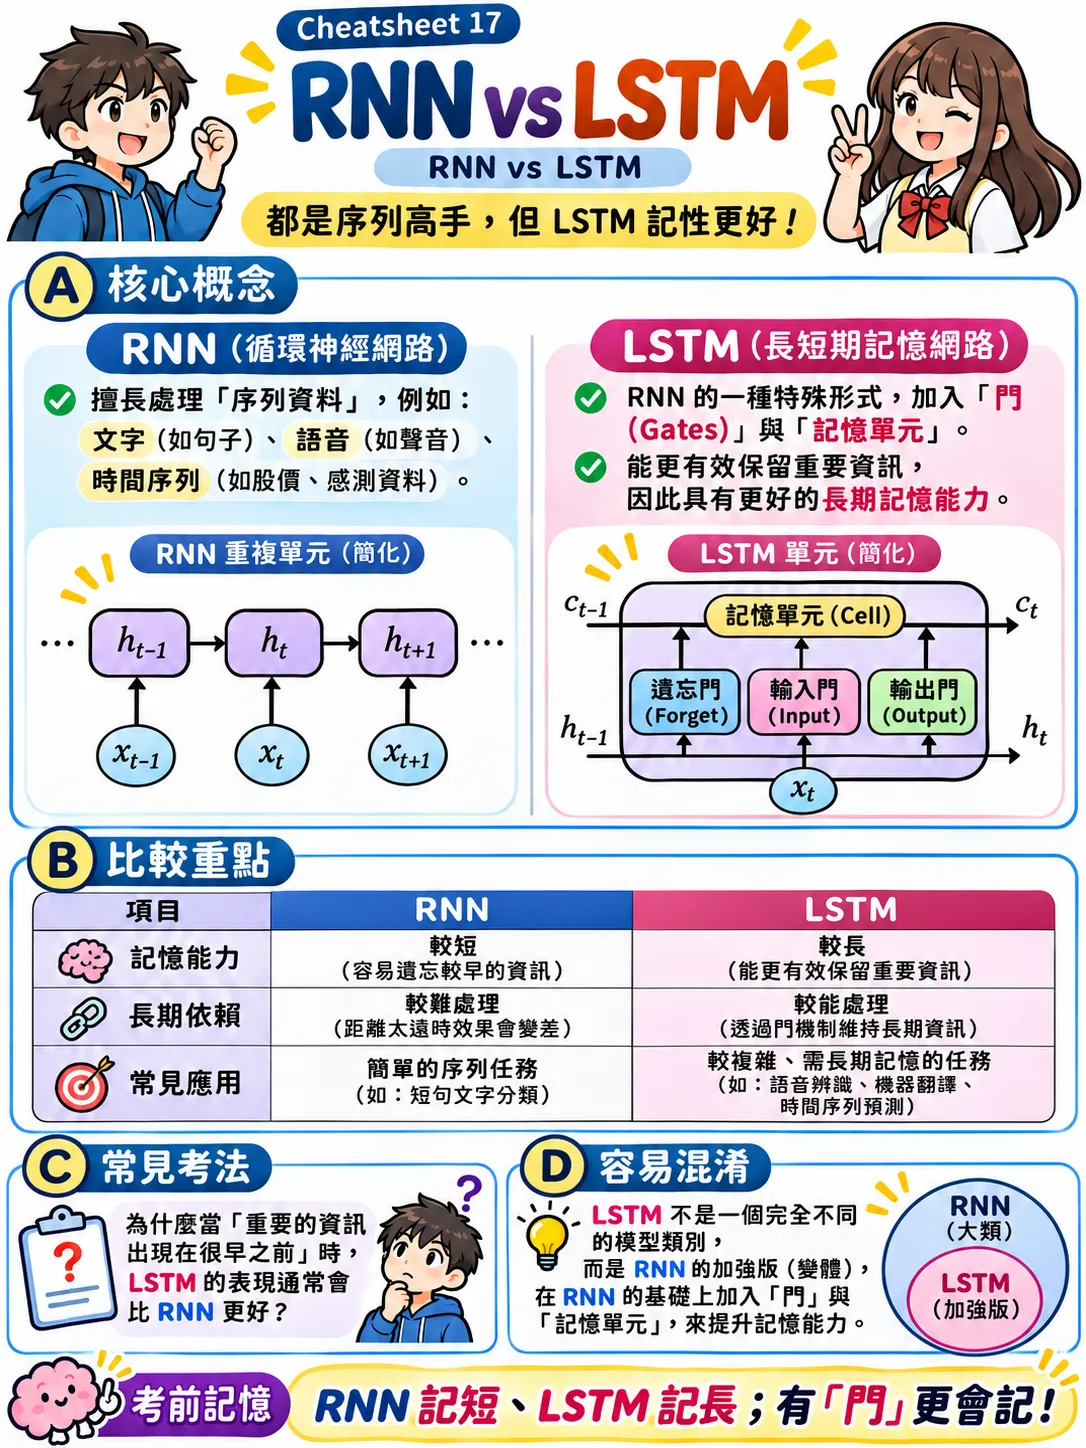 Cheatsheet 17
RNN vs LSTM
RNN vs LSTM
都是序列高手，但 LSTM 記性更好！
A 核心概念
RNN（循環神經網路）
擅長處理「序列資料」，例如：
文字（如句子）、語音（如聲音）、
時間序列（如股價、感測資料）。
RNN 重複單元（簡化）
... h_{t-1} h_t h_{t+1} ...
x_{t-1} x_t x_{t+1}
LSTM（長短期記憶網路）
RNN 的一種特殊形式，加入「門
（Gates）」與「記憶單元」。
能更有效保留重要資訊，
因此具有更好的長期記憶能力。
LSTM 單元（簡化）
c_{t-1} 記憶單元 (Cell) c_t
遺忘門 輸入門 輸出門
（Forget） （Input） （Output）
h_{t-1} h_t
x_t
B 比較重點
項目 RNN LSTM
記憶能力
較短
（容易遺忘較早的資訊）
較長
（能更有效保留重要資訊）
長期依賴
較難處理
（距離太遠時效果會變差）
較能處理
（透過門機制維持長期資訊）
常見應用
簡單的序列任務
（如：短句文字分類）
較複雜、需長期記憶的任務
（如：語音辨識、機器翻譯、
時間序列預測）
C 常見考法
?
為什麼當「重要的資訊
出現在很早之前」時，
LSTM 的表現通常會
比 RNN 更好？
?
D 容易混淆
LSTM 不是一個完全不同
的模型類別，
而是 RNN 的加強版（變體），
在 RNN 的基礎上加入「門」與
「記憶單元」，來提升記憶能力。
RNN
（大類）
LSTM
（加強版）
考前記憶
RNN 記短、LSTM 記長；有「門」更會記！